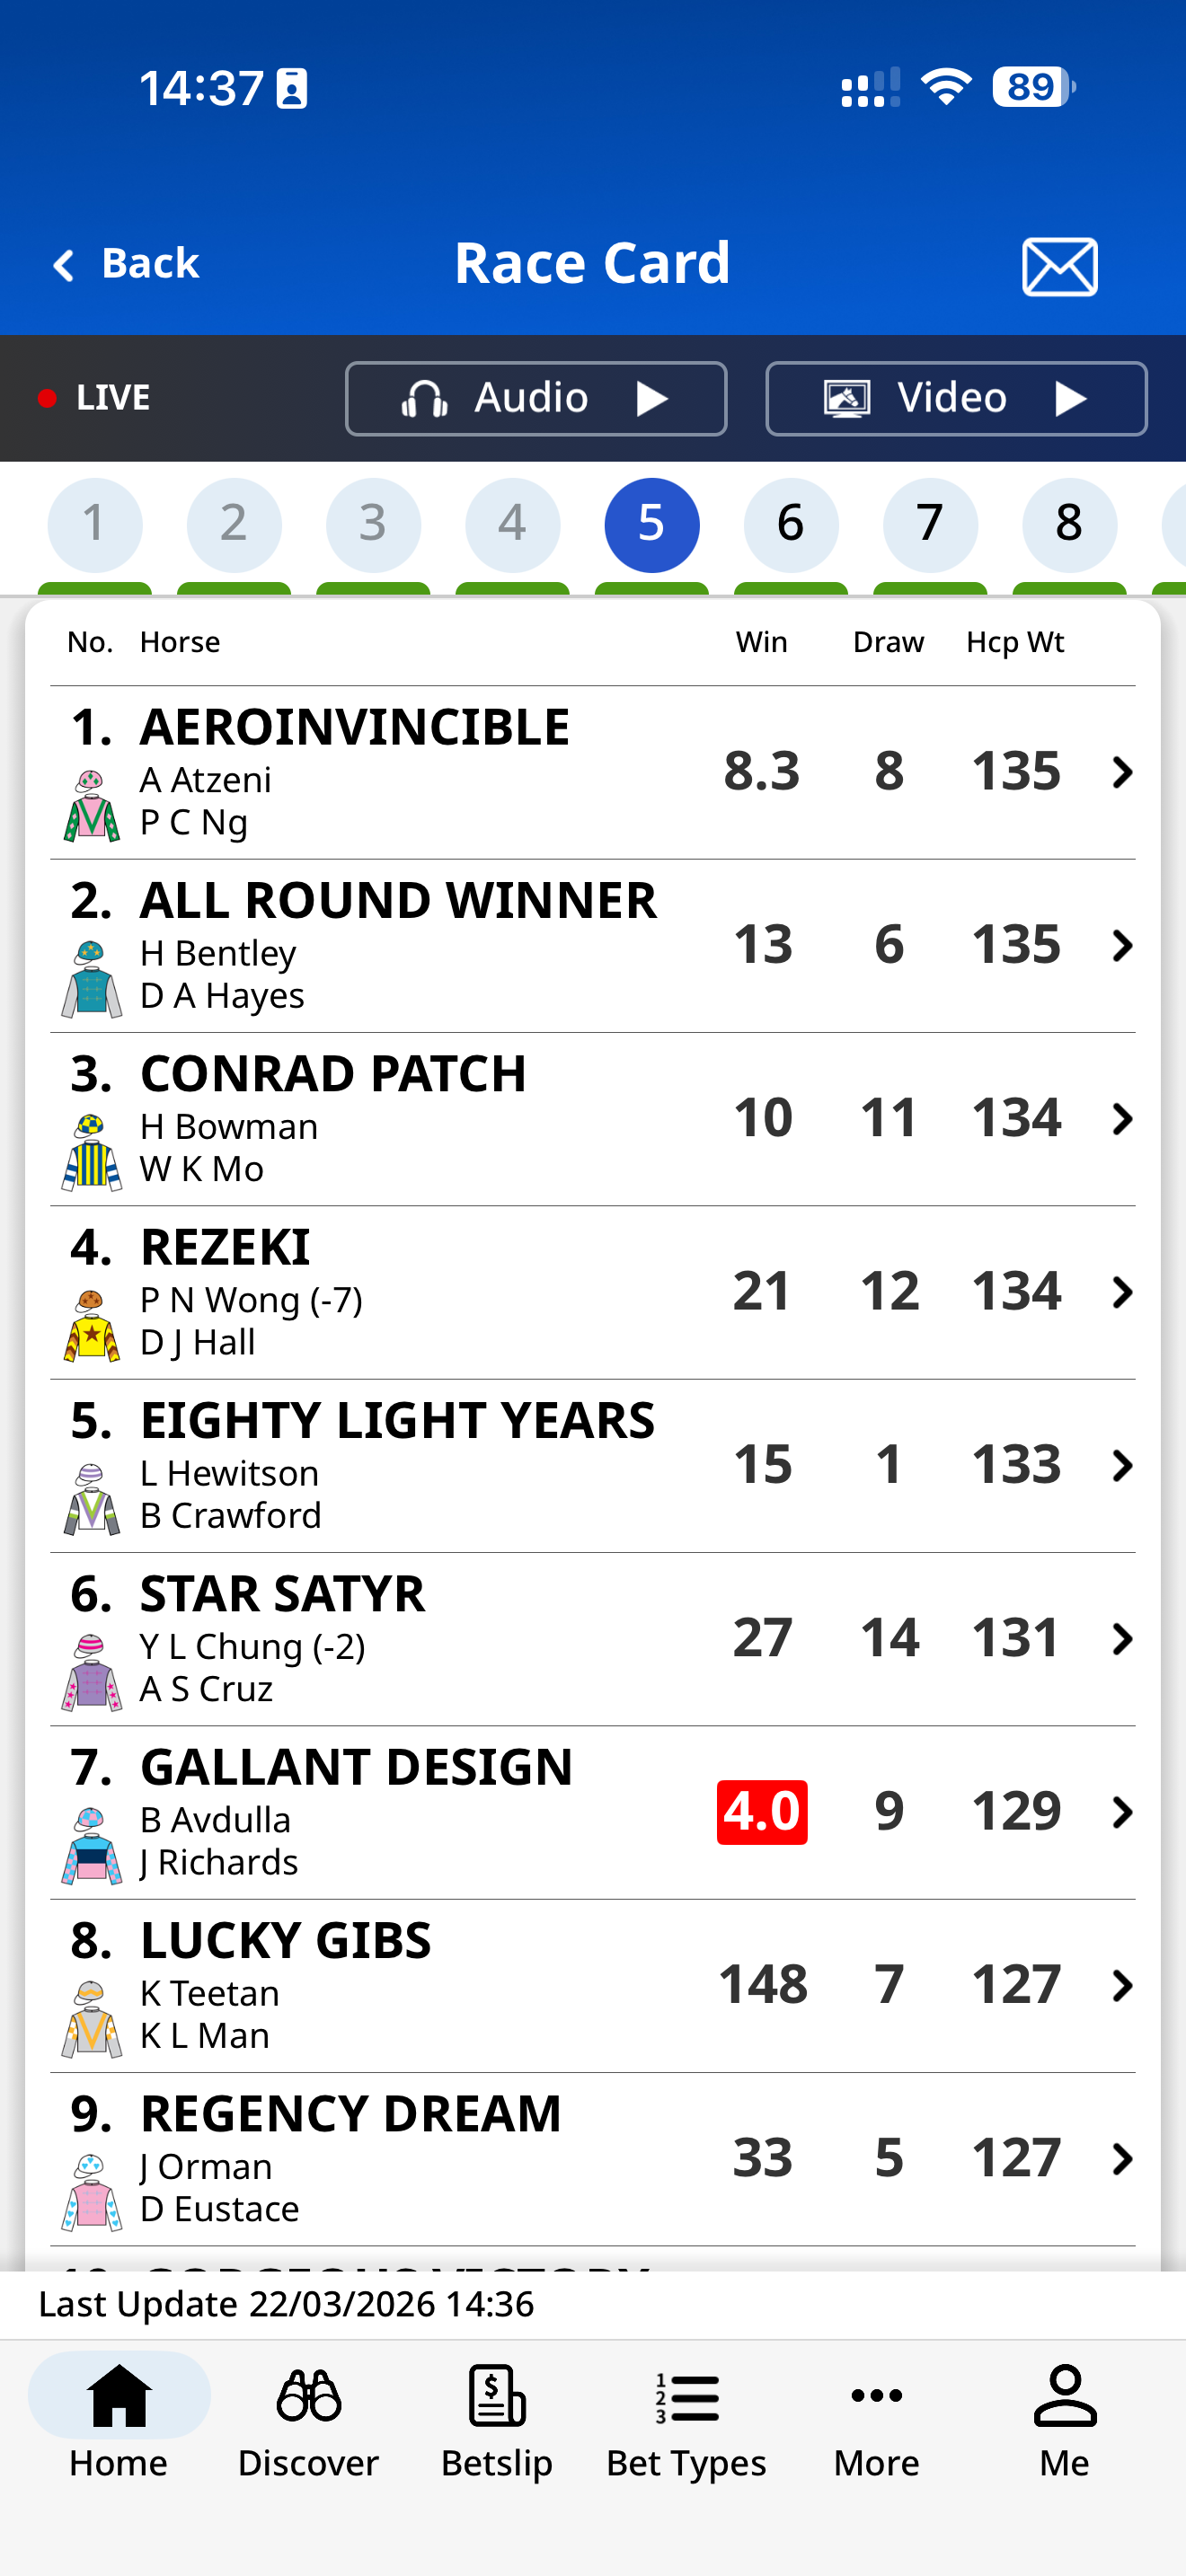 14:37
89
Back
Race Card
LIVE
Audio
Video
1 2 3 4 5 6 7 8
No. Horse Win Draw Hcp Wt
1. AEROINVINCIBLE
A Atzeni
P C Ng
8.3 8 135
2. ALL ROUND WINNER
H Bentley
D A Hayes
13 6 135
3. CONRAD PATCH
H Bowman
W K Mo
10 11 134
4. REZEKI
P N Wong (-7)
D J Hall
21 12 134
5. EIGHTY LIGHT YEARS
L Hewitson
B Crawford
15 1 133
6. STAR SATYR
Y L Chung (-2)
A S Cruz
27 14 131
7. GALLANT DESIGN
B Avdulla
J Richards
4.0 9 129
8. LUCKY GIBS
K Teetan
K L Man
148 7 127
9. REGENCY DREAM
J Orman
D Eustace
33 5 127
Last Update 22/03/2026 14:36
Home Discover Betslip Bet Types More Me